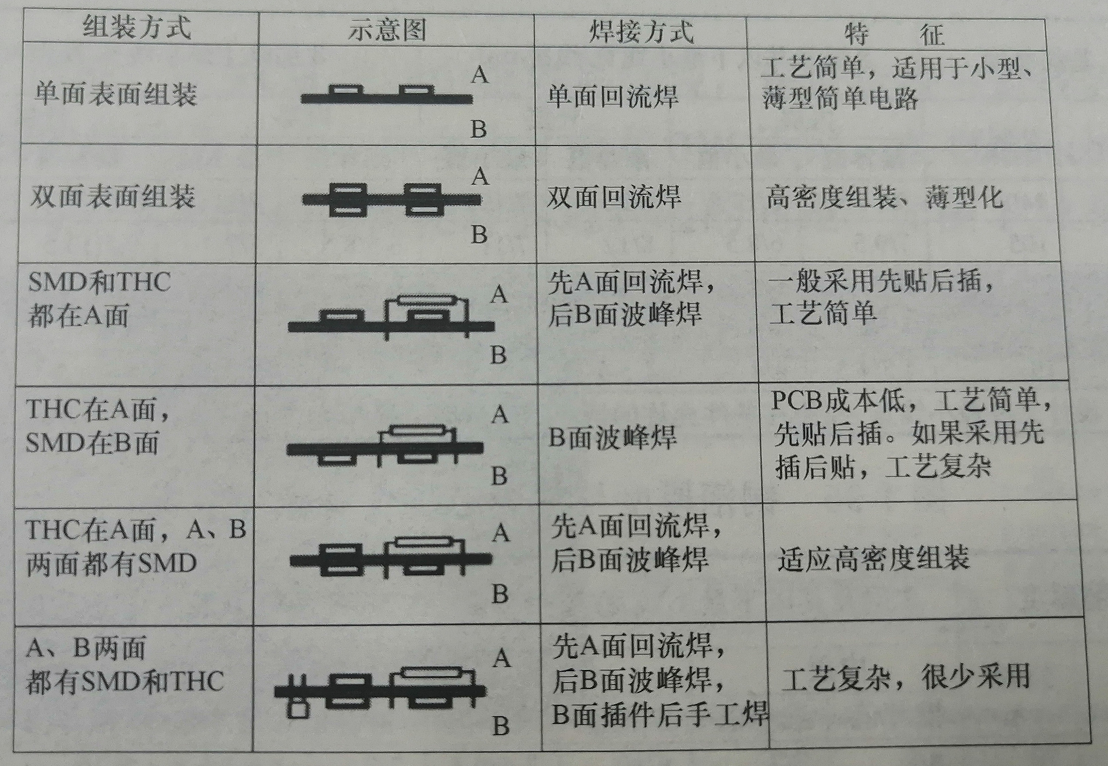 组装方式 示意图 焊接方式 特 征
单面表面组装 A B 单面回流焊 工艺简单，适用于小型、
薄型简单电路
双面表面组装 A B 双面回流焊 高密度组装、薄型化
SMD和THC
都在A面
A
B
先A面回流焊，
后B面波峰焊
一般采用先贴后插，
工艺简单
THC在A面，
SMD在B面
A
B
B面波峰焊
PCB成本低，工艺简单，
先贴后插。如果采用先
插后贴，工艺复杂
THC在A面，A、B
两面都有SMD
A
B
先A面回流焊，
后B面波峰焊
适应高密度组装
A、B两面
都有SMD和THC
A
B
先A面回流焊，
后B面波峰焊，
B面插件后手工焊
工艺复杂，很少采用